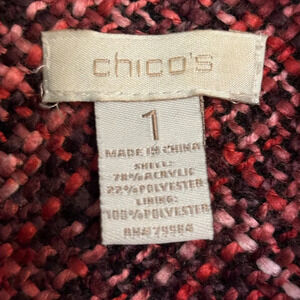 chico's
1
MADE IN CHINA
SHELL:
78% ACRYLIC
22% POLYESTER
LINING:
100% POLYESTER
RN# 79984